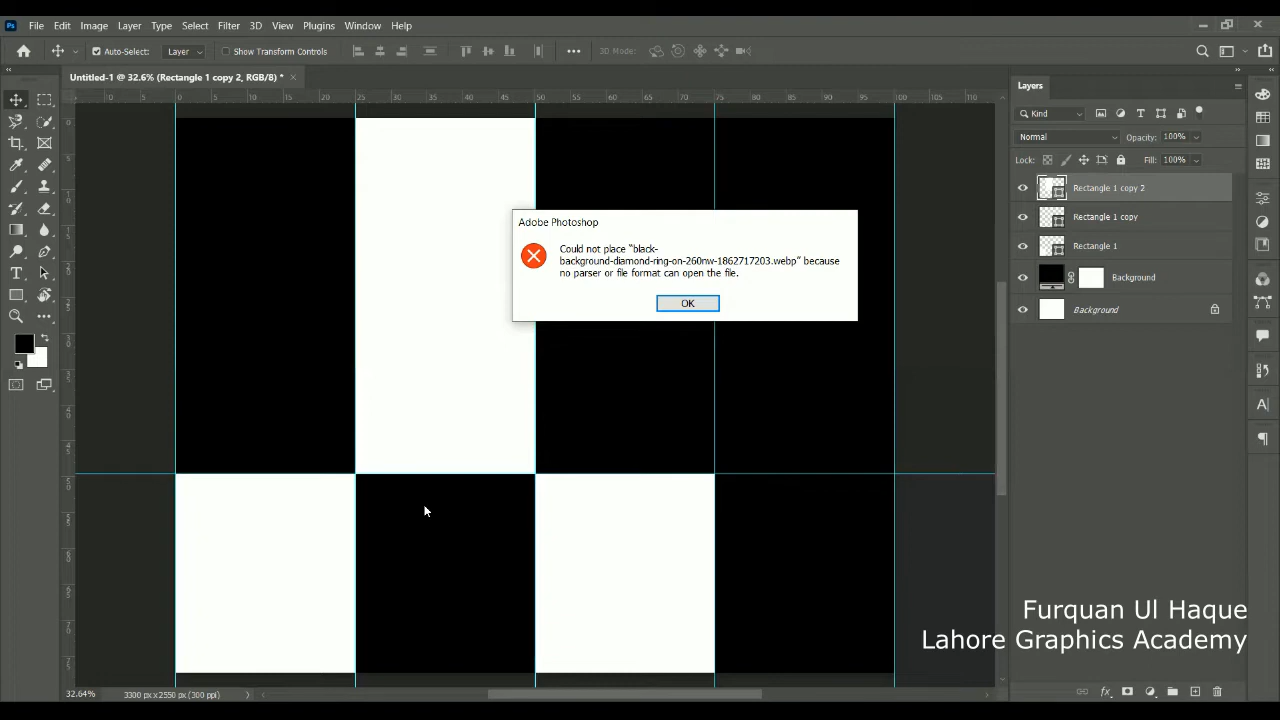 Ps File Edit Image Layer Type Select Filter 3D View Plugins Window Help
Auto-Select: Layer Show Transform Controls 3D Mode:
Untitled-1 @ 32.6% (Rectangle 1 copy 2, RGB/8) *
Layers
Kind
Normal Opacity: 100%
Lock: Fill: 100%
Rectangle 1 copy 2
Rectangle 1 copy
Rectangle 1
Background
Background
Adobe Photoshop
Could not place "black-
background-diamond-ring-on-260nw-1862717203.webp" because
no parser or file format can open the file.
OK
Furquan Ul Haque
Lahore Graphics Academy
32.64% 3300 px x 2550 px (300 ppi)